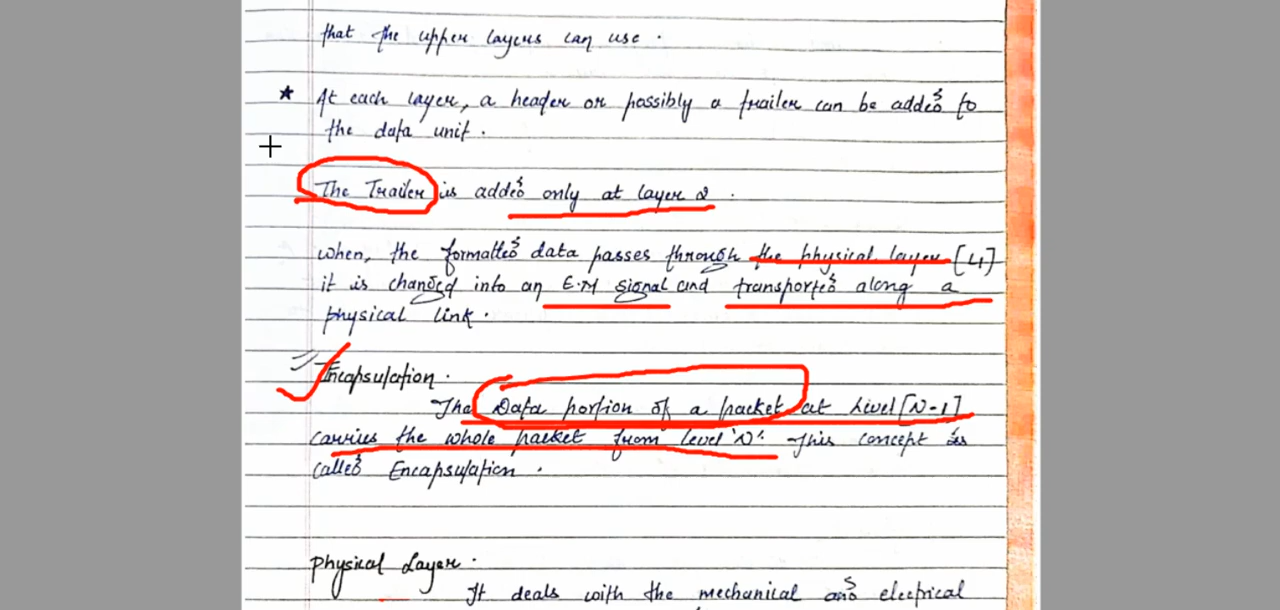 that the upper layers can use .
* At each layer, a header or possibly a trailer can be added to
the data unit .
The Trailer is added only at layer 2 .
when, the formatted data passes through the physical layer [L1]
it is changed into an E.M signal and transported along a
physical link .
Encapsulation .
The Data portion of a packet at Level [N-1]
carries the whole packet from level 'N'. This concept is
called Encapsulation .
Physical Layer .
It deals with the mechanical and electrical